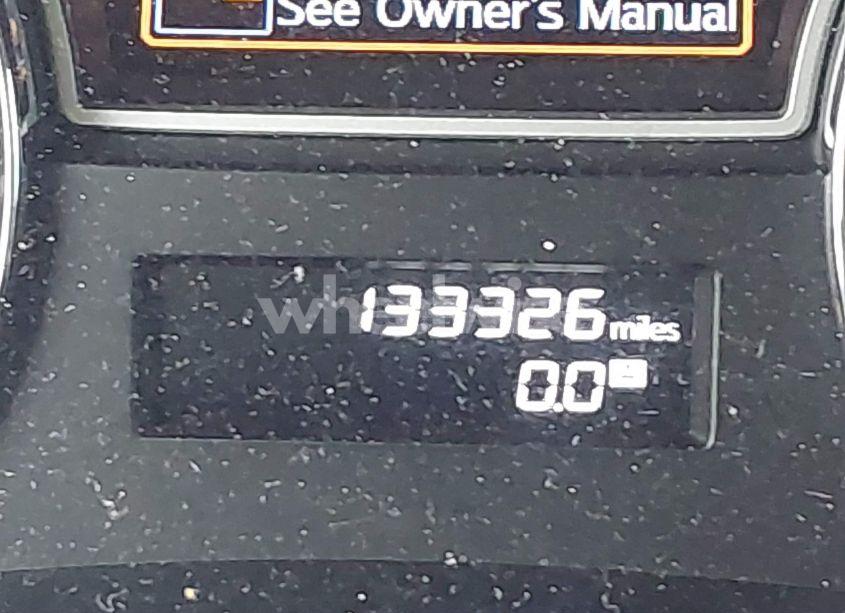 See Owner's Manual
133326 miles
0.0 A